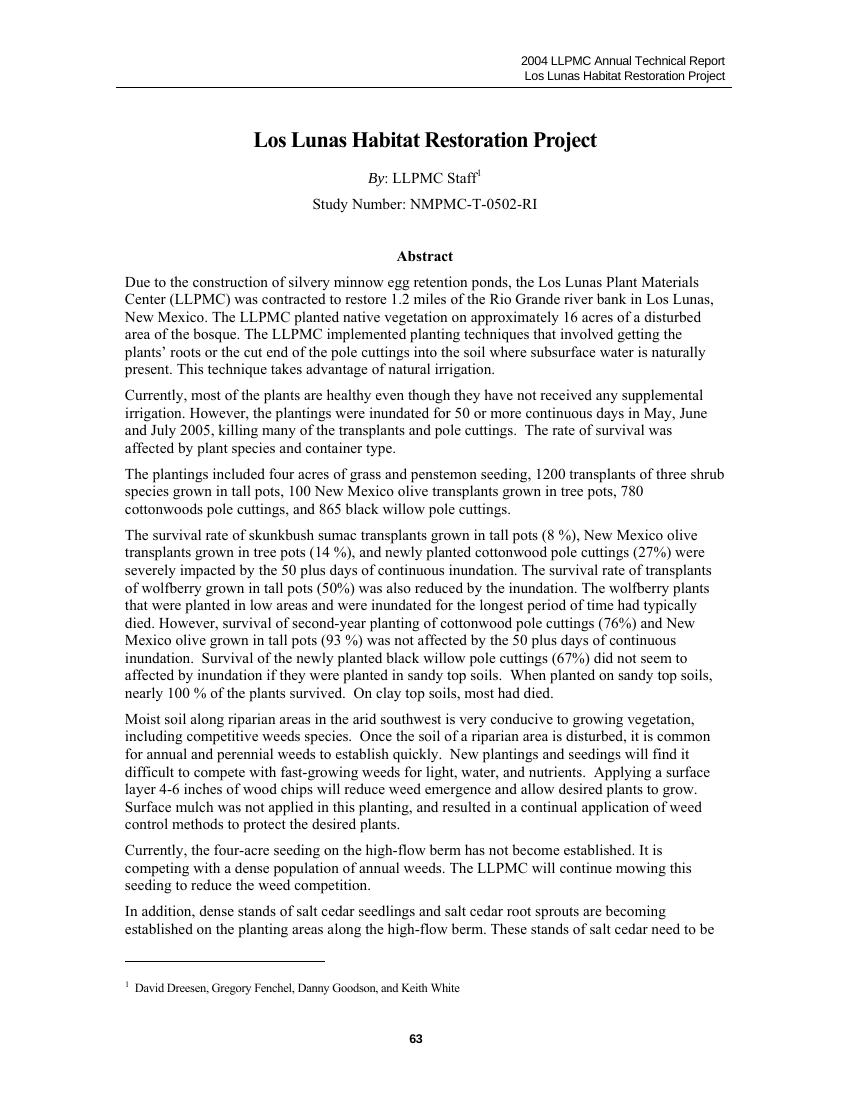 2004 LLPMC Annual Technical Report
Los Lunas Habitat Restoration Project
Los Lunas Habitat Restoration Project
By: LLPMC Staff1
Study Number: NMPMC-T-0502-RI
Abstract
Due to the construction of silvery minnow egg retention ponds, the Los Lunas Plant Materials
Center (LLPMC) was contracted to restore 1.2 miles of the Rio Grande river bank in Los Lunas,
New Mexico. The LLPMC planted native vegetation on approximately 16 acres of a disturbed
area of the bosque. The LLPMC implemented planting techniques that involved getting the
plants' roots or the cut end of the pole cuttings into the soil where subsurface water is naturally
present. This technique takes advantage of natural irrigation.
Currently, most of the plants are healthy even though they have not received any supplemental
irrigation. However, the plantings were inundated for 50 or more continuous days in May, June
and July 2005, killing many of the transplants and pole cuttings.  The rate of survival was
affected by plant species and container type.
The plantings included four acres of grass and penstemon seeding, 1200 transplants of three shrub
species grown in tall pots, 100 New Mexico olive transplants grown in tree pots, 780
cottonwoods pole cuttings, and 865 black willow pole cuttings.
The survival rate of skunkbush sumac transplants grown in tall pots (8 %), New Mexico olive
transplants grown in tree pots (14 %), and newly planted cottonwood pole cuttings (27%) were
severely impacted by the 50 plus days of continuous inundation. The survival rate of transplants
of wolfberry grown in tall pots (50%) was also reduced by the inundation. The wolfberry plants
that were planted in low areas and were inundated for the longest period of time had typically
died. However, survival of second-year planting of cottonwood pole cuttings (76%) and New
Mexico olive grown in tall pots (93 %) was not affected by the 50 plus days of continuous
inundation.  Survival of the newly planted black willow pole cuttings (67%) did not seem to
affected by inundation if they were planted in sandy top soils.  When planted on sandy top soils,
nearly 100 % of the plants survived.  On clay top soils, most had died.
Moist soil along riparian areas in the arid southwest is very conducive to growing vegetation,
including competitive weeds species.  Once the soil of a riparian area is disturbed, it is common
for annual and perennial weeds to establish quickly.  New plantings and seedings will find it
difficult to compete with fast-growing weeds for light, water, and nutrients.  Applying a surface
layer 4-6 inches of wood chips will reduce weed emergence and allow desired plants to grow.
Surface mulch was not applied in this planting, and resulted in a continual application of weed
control methods to protect the desired plants.
Currently, the four-acre seeding on the high-flow berm has not become established. It is
competing with a dense population of annual weeds. The LLPMC will continue mowing this
seeding to reduce the weed competition.
In addition, dense stands of salt cedar seedlings and salt cedar root sprouts are becoming
established on the planting areas along the high-flow berm. These stands of salt cedar need to be
1 David Dreesen, Gregory Fenchel, Danny Goodson, and Keith White
63